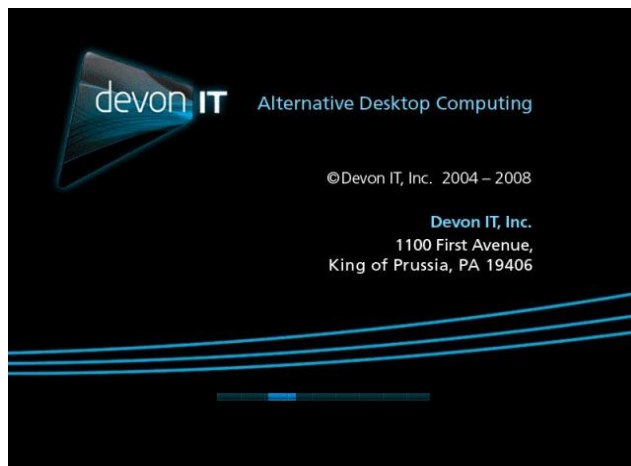 devon IT
Alternative Desktop Computing
©Devon IT, Inc. 2004 – 2008
Devon IT, Inc.
1100 First Avenue,
King of Prussia, PA 19406